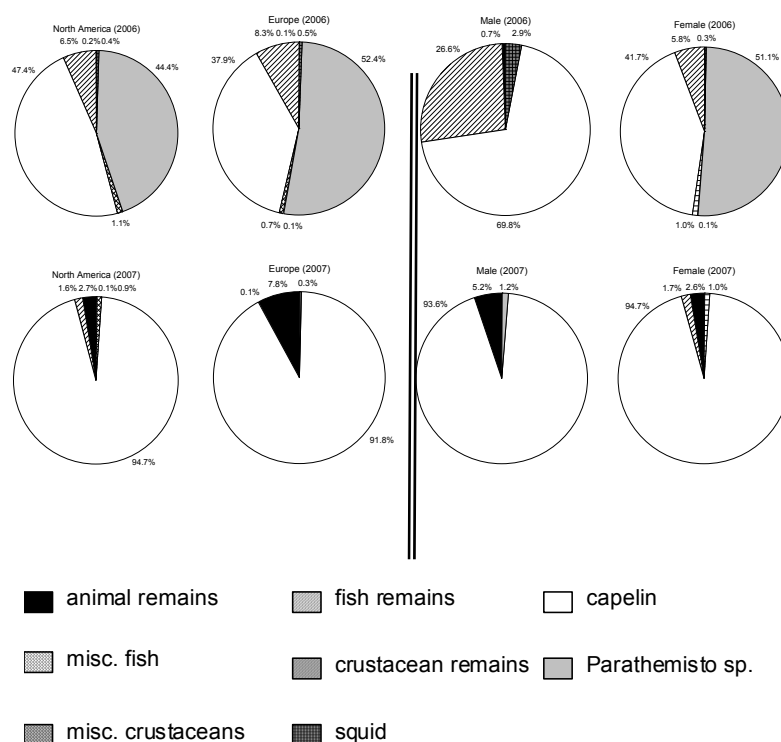 North America (2006)
6.5% 0.2% 0.4%
47.4%
44.4%
1.1%
Europe (2006)
8.3% 0.1% 0.5%
37.9%
52.4%
0.7% 0.1%
Male (2006)
0.7% 2.9%
26.6%
69.8%
Female (2006)
5.8% 0.3%
41.7%
51.1%
1.0% 0.1%
North America (2007)
1.6% 2.7% 0.1% 0.9%
94.7%
Europe (2007)
0.1% 7.8% 0.3%
91.8%
Male (2007)
5.2% 1.2%
93.6%
Female (2007)
1.7% 2.6% 1.0%
94.7%
animal remains fish remains capelin
misc. fish crustacean remains Parathemisto sp.
misc. crustaceans squid